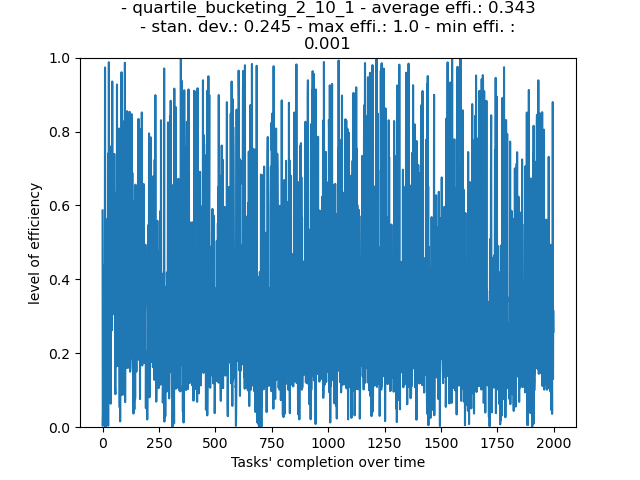 - quartile_bucketing_2_10_1 - average effi.: 0.343
- stan. dev.: 0.245 - max effi.: 1.0 - min effi. :
0.001
1.0
0.8
0.6
0.4
0.2
0.0
level of efficiency
0 250 500 750 1000 1250 1500 1750 2000
Tasks' completion over time